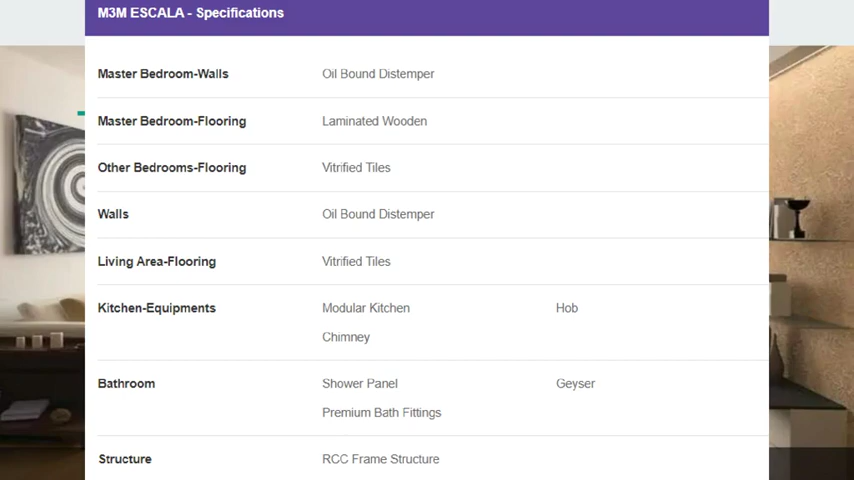 M3M ESCALA - Specifications
Master Bedroom-Walls Oil Bound Distemper
Master Bedroom-Flooring Laminated Wooden
Other Bedrooms-Flooring Vitrified Tiles
Walls Oil Bound Distemper
Living Area-Flooring Vitrified Tiles
Kitchen-Equipments Modular Kitchen Hob
Chimney
Bathroom Shower Panel Geyser
Premium Bath Fittings
Structure RCC Frame Structure